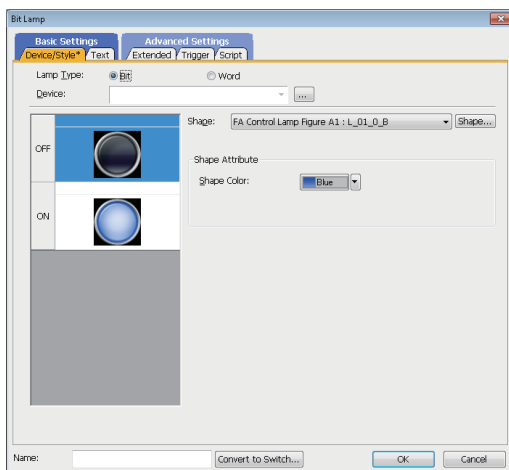 Bit Lamp
Basic Settings Advanced Settings
Device/Style* Text Extended Trigger Script
Lamp Type: Bit Word
Device: ...
Shape: FA Control Lamp Figure A1 : L_01_0_B Shape...
OFF
Shape Attribute
Shape Color: Blue
ON
Name: Convert to Switch... OK Cancel